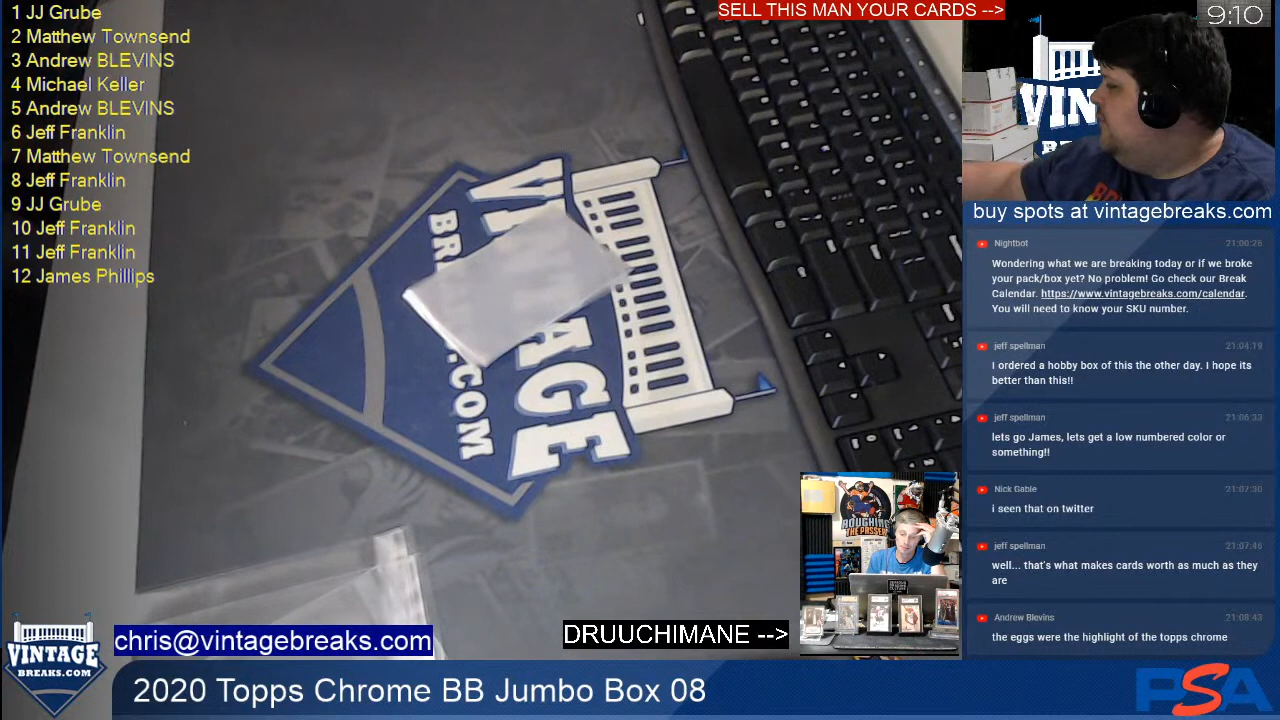 1 JJ Grube
2 Matthew Townsend
3 Andrew BLEVINS
4 Michael Keller
5 Andrew BLEVINS
6 Jeff Franklin
7 Matthew Townsend
8 Jeff Franklin
9 JJ Grube
10 Jeff Franklin
11 Jeff Franklin
12 James Phillips
SELL THIS MAN YOUR CARDS -->
9:10
VIN
buy spots at vintagebreaks.com
Nightbot 21:00:26
Wondering what we are breaking today or if we broke
your pack/box yet? No problem! Go check our Break
Calendar. https://www.vintagebreaks.com/calendar.
You will need to know your SKU number.
jeff spellman 21:04:19
I ordered a hobby box of this the other day. I hope its
better than this!!
jeff spellman 21:06:33
lets go James, lets get a low numbered color or
something!!
Nick Gable 21:07:30
i seen that on twitter
jeff spellman 21:07:46
well... that's what makes cards worth as much as they
are
Andrew Blevins 21:08:43
the eggs were the highlight of the topps chrome
ROUGHING
THE PASSER
DRUUCHIMANE -->
chris@vintagebreaks.com
VINTAGE
BREAKS.COM
2020 Topps Chrome BB Jumbo Box 08
PSA